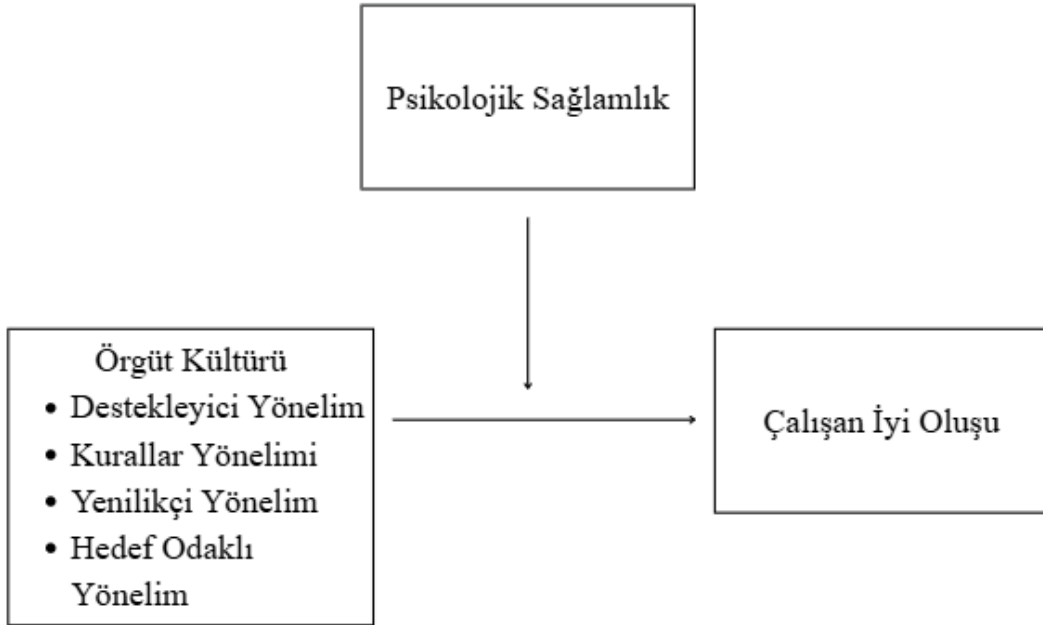 Psikolojik Sağlamlık
Örgüt Kültürü
• Destekleyici Yönelim
• Kurallar Yönelimi
• Yenilikçi Yönelim
• Hedef Odaklı
Yönelim
Çalışan İyi Oluşu